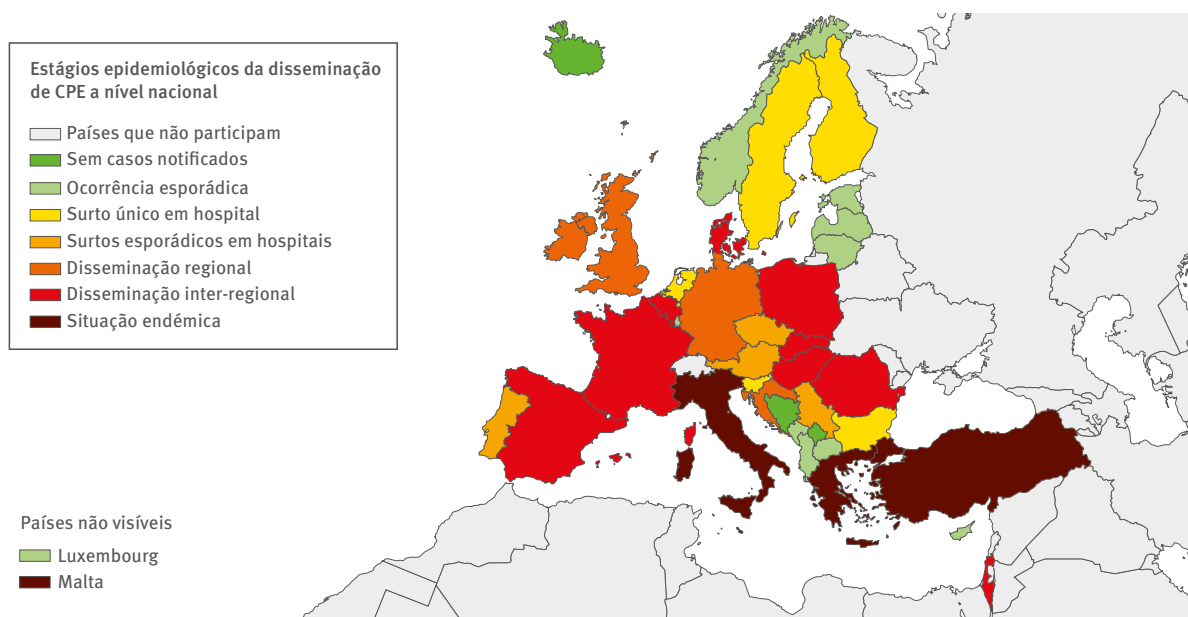 Estágios epidemiológicos da disseminação
de CPE a nível nacional
Países que não participam
Sem casos notificados
Ocorrência esporádica
Surto único em hospital
Surtos esporádicos em hospitais
Disseminação regional
Disseminação inter-regional
Situação endémica
Países não visíveis
Luxembourg
Malta